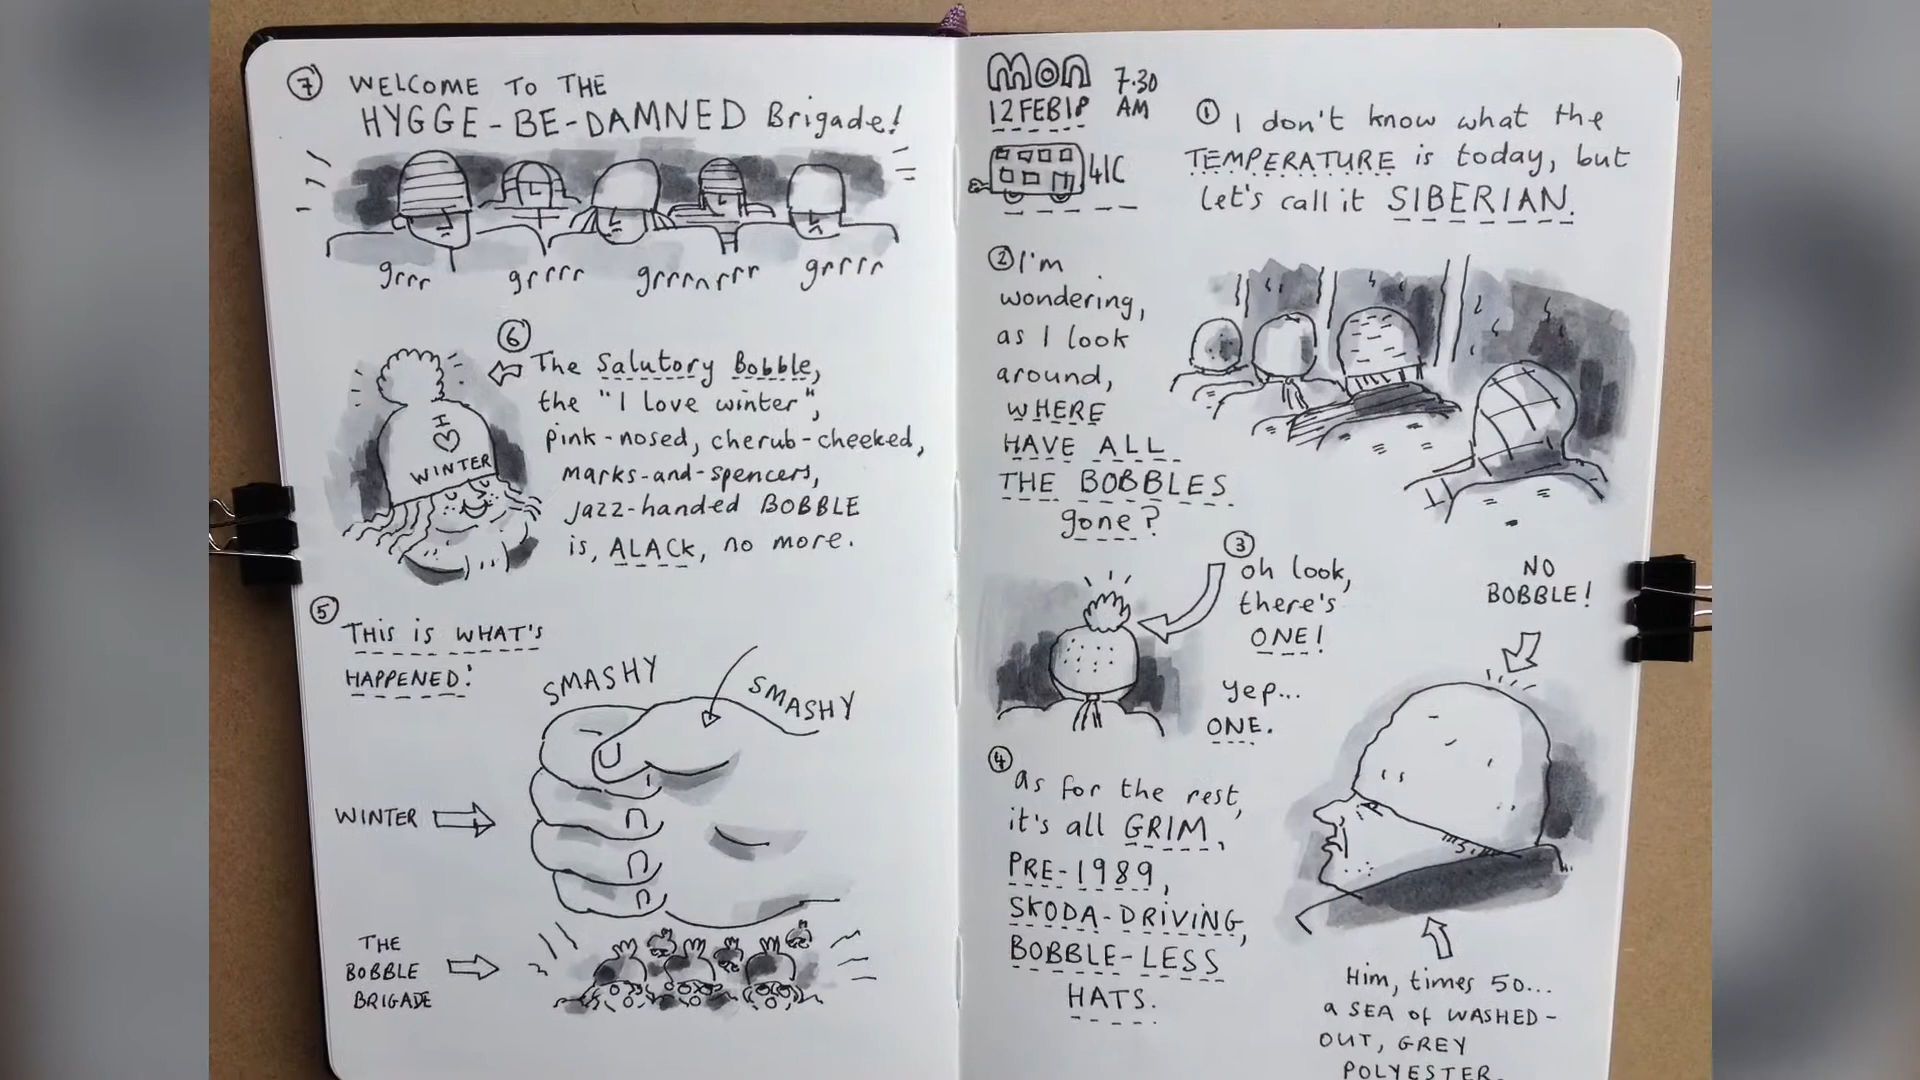 MON 7.30
12 FEB 18 AM
41C
① I don't know what the
TEMPERATURE is today, but
let's call it SIBERIAN.
② I'm
wondering,
as I look
around,
WHERE
HAVE ALL
THE BOBBLES
gone?
③ oh look,
there's
ONE!
yep...
ONE.
NO
BOBBLE!
④ as for the rest,
it's all GRIM,
PRE-1989,
SKODA-DRIVING,
BOBBLE-LESS
HATS.
Him, times 50...
a SEA of WASHED-
OUT, GREY
POLYESTER.
⑤ THIS is WHAT'S
HAPPENED:
SMASHY
SMASHY
WINTER
THE
BOBBLE
BRIGADE
⑥ The Salutory Bobble,
the "I love winter",
pink-nosed, cherub-cheeked,
marks-and-spencers,
jazz-handed BOBBLE
is, ALACK, no more.
I
♡
WINTER
⑦ WELCOME TO THE
HYGGE-BE-DAMNED Brigade!
grrr grrrr grrrrrrr grrrr